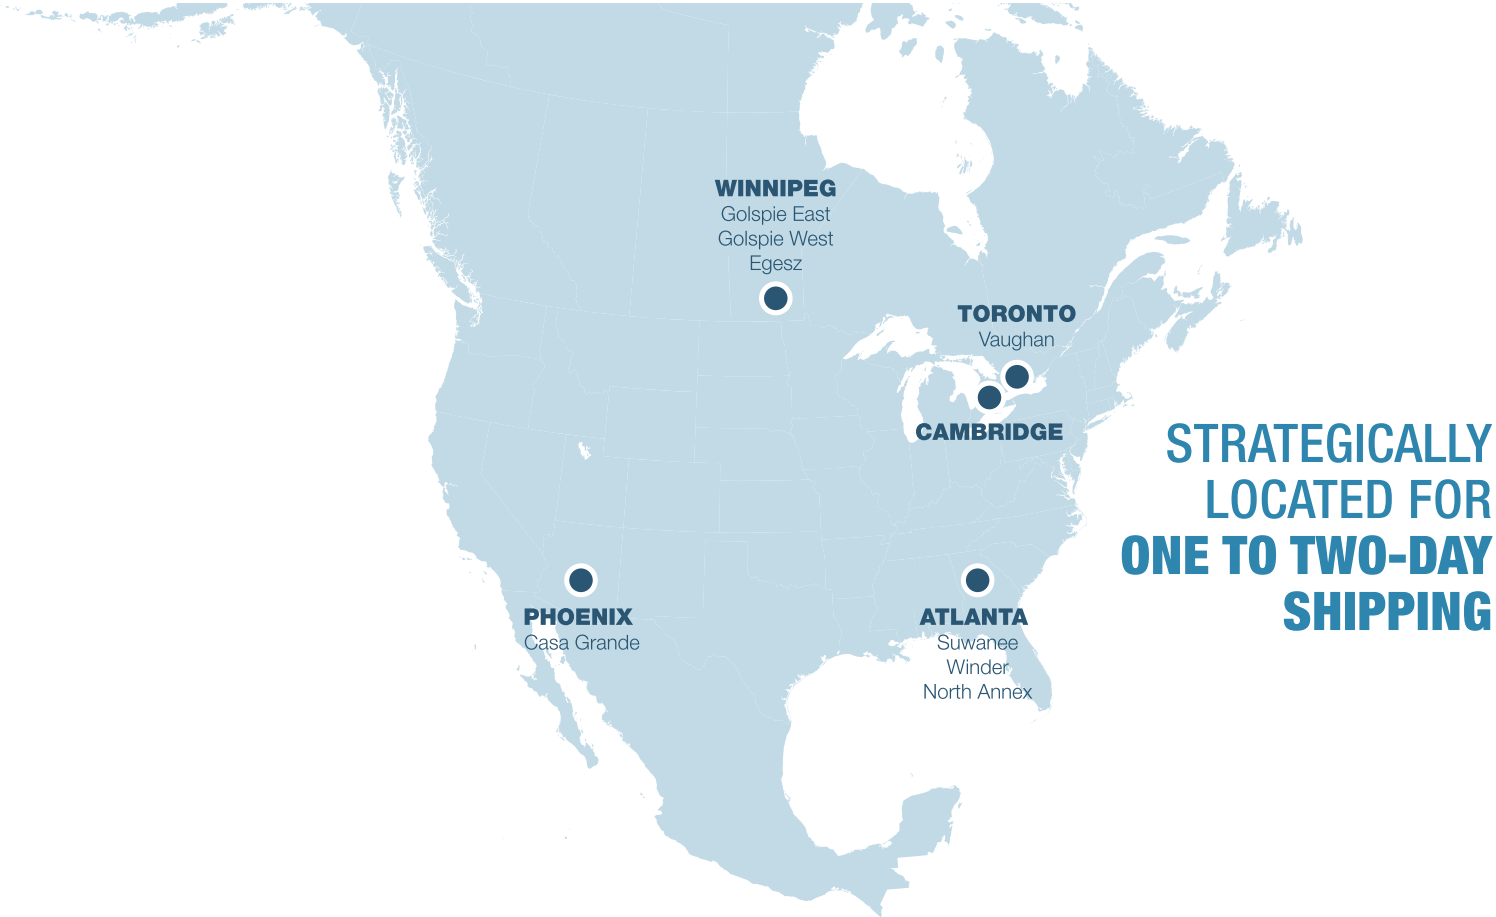 WINNIPEG
Golspie East
Golspie West
Egesz
TORONTO
Vaughan
CAMBRIDGE
STRATEGICALLY
LOCATED FOR
ONE TO TWO-DAY
SHIPPING
PHOENIX
Casa Grande
ATLANTA
Suwanee
Winder
North Annex